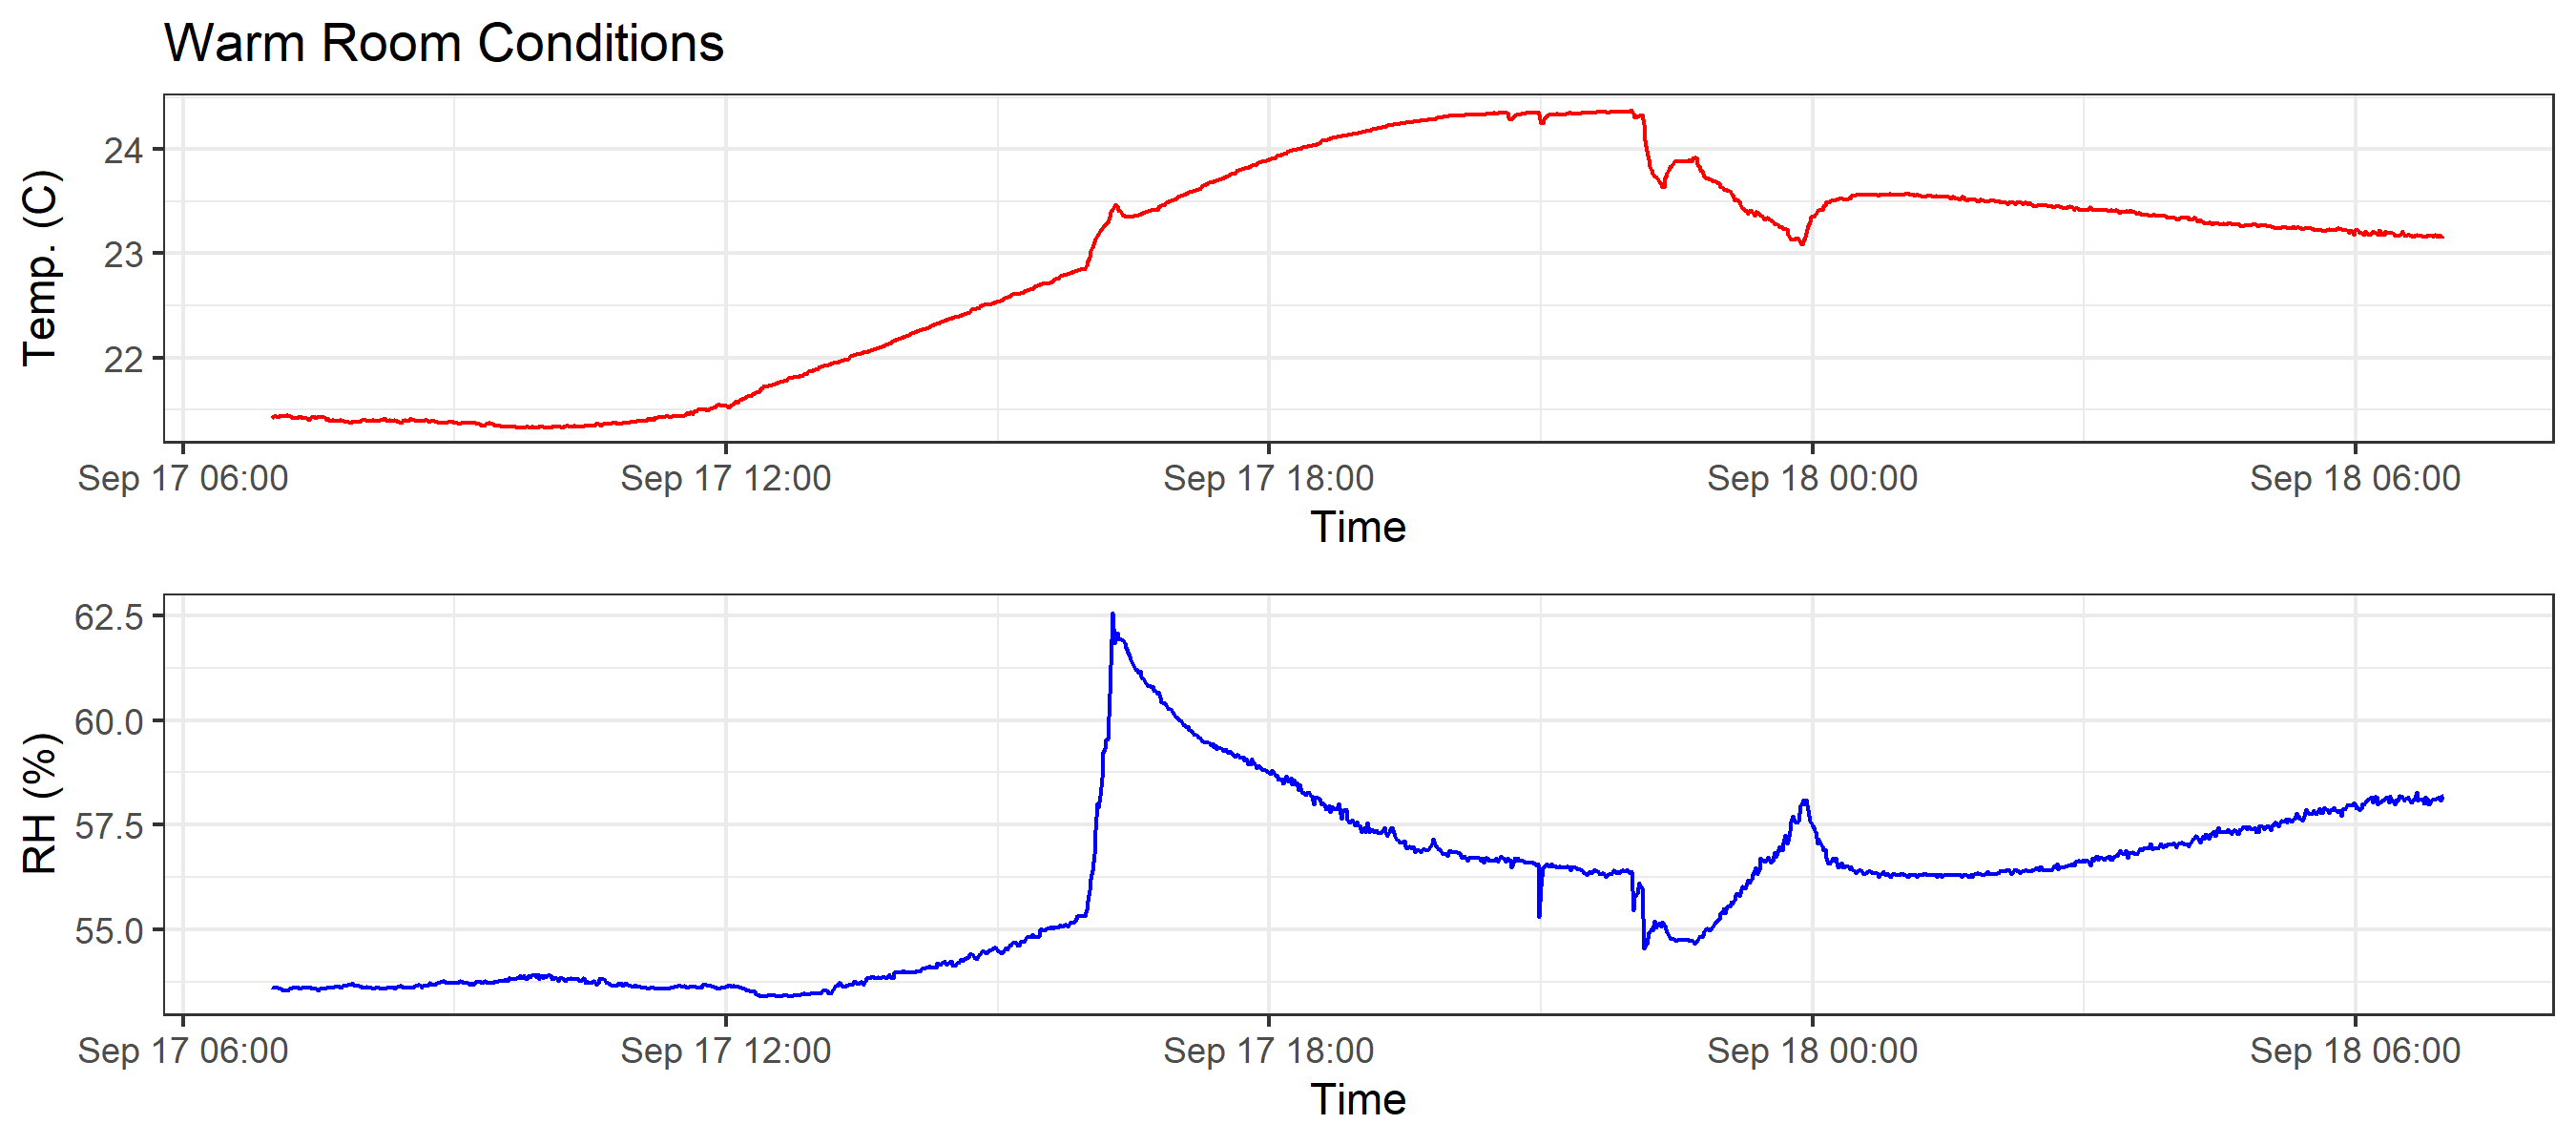 Warm Room Conditions
Temp. (C)
24
23
22
Sep 17 06:00 Sep 17 12:00 Sep 17 18:00 Sep 18 00:00 Sep 18 06:00
Time
RH (%)
62.5
60.0
57.5
55.0
Sep 17 06:00 Sep 17 12:00 Sep 17 18:00 Sep 18 00:00 Sep 18 06:00
Time